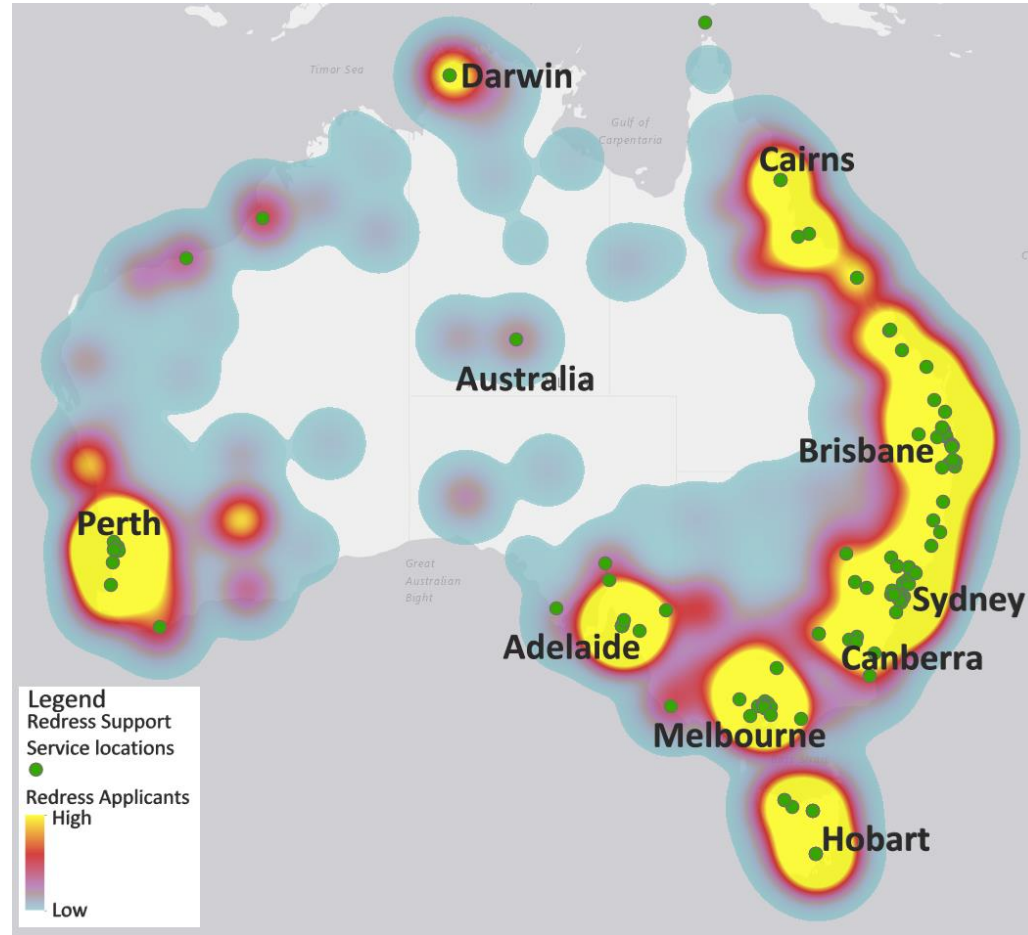 Timor Sea
Darwin
Gulf of
Carpentaria
Cairns
Australia
Brisbane
Perth
Great
Australian
Bight
Sydney
Adelaide
Canberra
Melbourne
Hobart
Legend
Redress Support
Service locations
Redress Applicants
High
Low